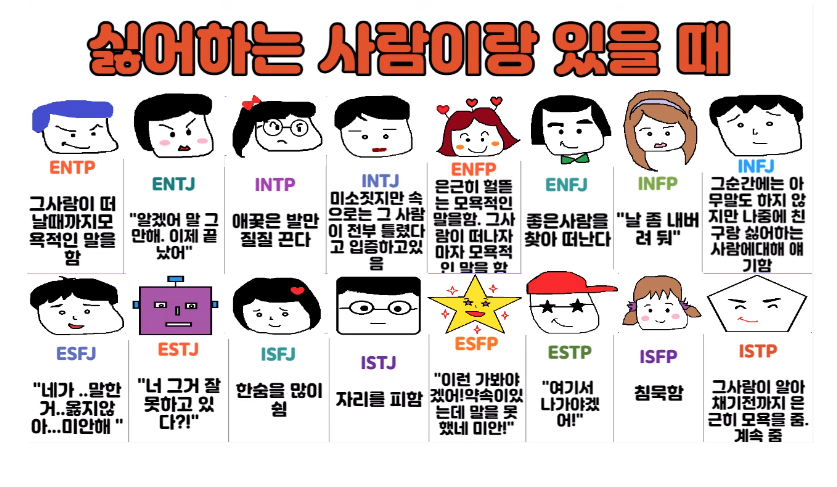 싫어하는 사람이랑 있을 때
ENTP
그사람이 떠
날때까지모
욕적인 말을
함
ENTJ
"알겠어 말 그
만해. 이제 끝
났어"
INTP
애꿎은 발만
질질 끈다
INTJ
미소짓지만 속
으로는 그 사람
이 전부 틀렸다
고 입증하고있
음
ENFP
은근히 헐뜯
는 모욕적인
말을함. 그사
람이 떠나자
마자 모욕적
인 말을 함
ENFJ
좋은사람을
찾아 떠난다
INFP
"날 좀 내버
려 둬"
INFJ
그순간에는 아
무말도 하지 않
지만 나중에 친
구랑 싫어하는
사람에대해 얘
기함
ESFJ
"네가 ..말한
거..옳지않
아...미안해 "
ESTJ
"너 그거 잘
못하고 있
다?!"
ISFJ
한숨을 많이
쉼
ISTJ
자리를 피함
ESFP
"이런 가봐야
겠어!약속이있
는데 말을 못
했네 미안!"
ESTP
"여기서
나가야겠
어!"
ISFP
침묵함
ISTP
그사람이 알아
채기전까지 은
근히 모욕을 줌.
계속 줌